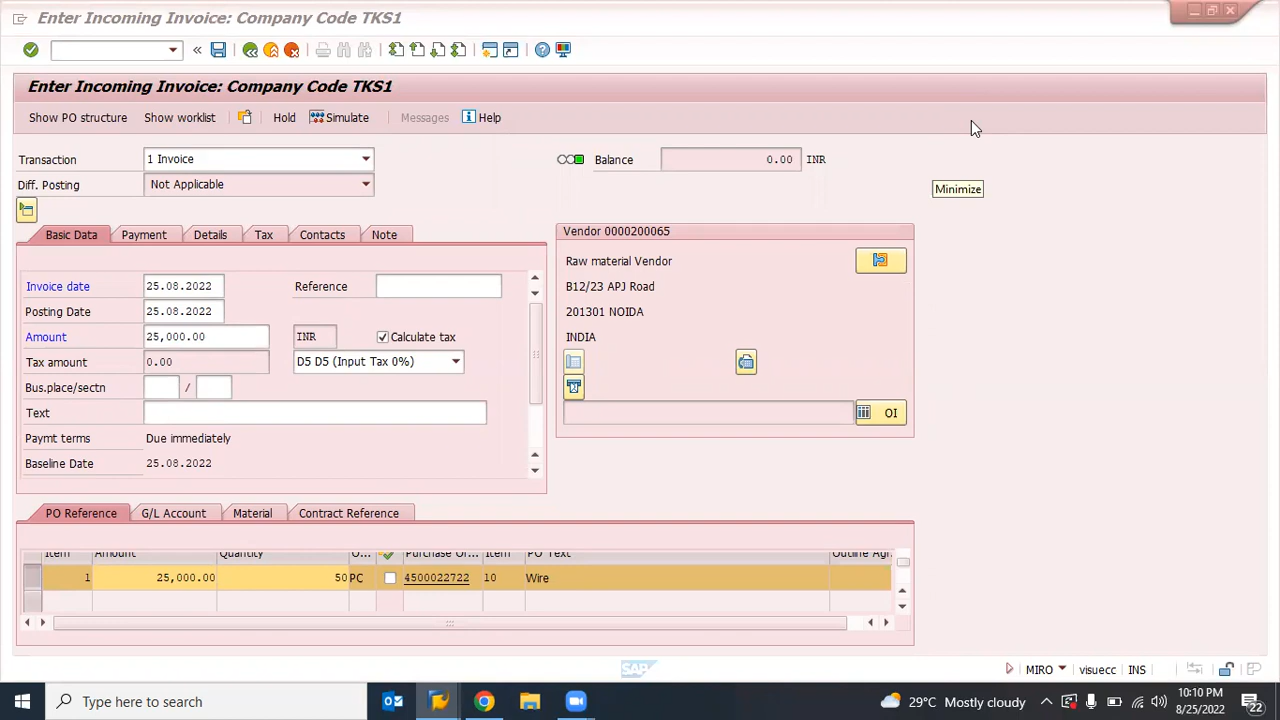 Enter Incoming Invoice: Company Code TKS1
Enter Incoming Invoice: Company Code TKS1
Show PO structure Show worklist Hold Simulate Messages Help
Transaction 1 Invoice Balance 0.00 INR
Diff. Posting Not Applicable
Minimize
Basic Data Payment Details Tax Contacts Note
Vendor 0000200065
Invoice date 25.08.2022 Reference
Posting Date 25.08.2022
Amount 25,000.00 INR Calculate tax
Tax amount 0.00 D5 D5 (Input Tax 0%)
Bus.place/sectn /
Text
Paymt terms Due immediately
Baseline Date 25.08.2022
Raw material Vendor
B12/23 APJ Road
201301 NOIDA
INDIA
OI
PO Reference G/L Account Material Contract Reference
Item Amount Quantity O... Purchase Or... Item PO Text Outline Agr.
1 25,000.00 50 PC 4500022722 10 Wire
SAP
MIRO visuecc INS
Type here to search
29°C Mostly cloudy
10:10 PM
8/25/2022
22